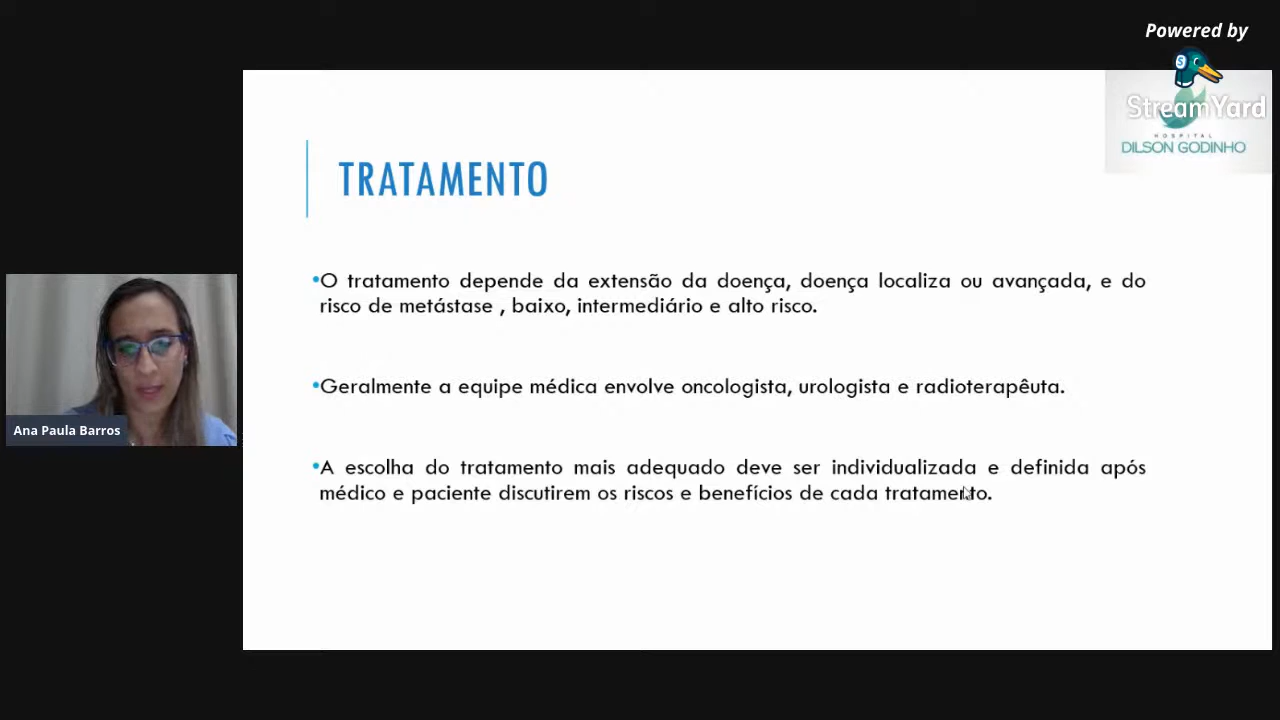 Powered by
StreamYard
HOSPITAL
DILSON GODINHO
TRATAMENTO
•O tratamento depende da extensão da doença, doença localiza ou avançada, e do
risco de metástase , baixo, intermediário e alto risco.
•Geralmente a equipe médica envolve oncologista, urologista e radioterapêuta.
•A escolha do tratamento mais adequado deve ser individualizada e definida após
médico e paciente discutirem os riscos e benefícios de cada tratamento.
Ana Paula Barros